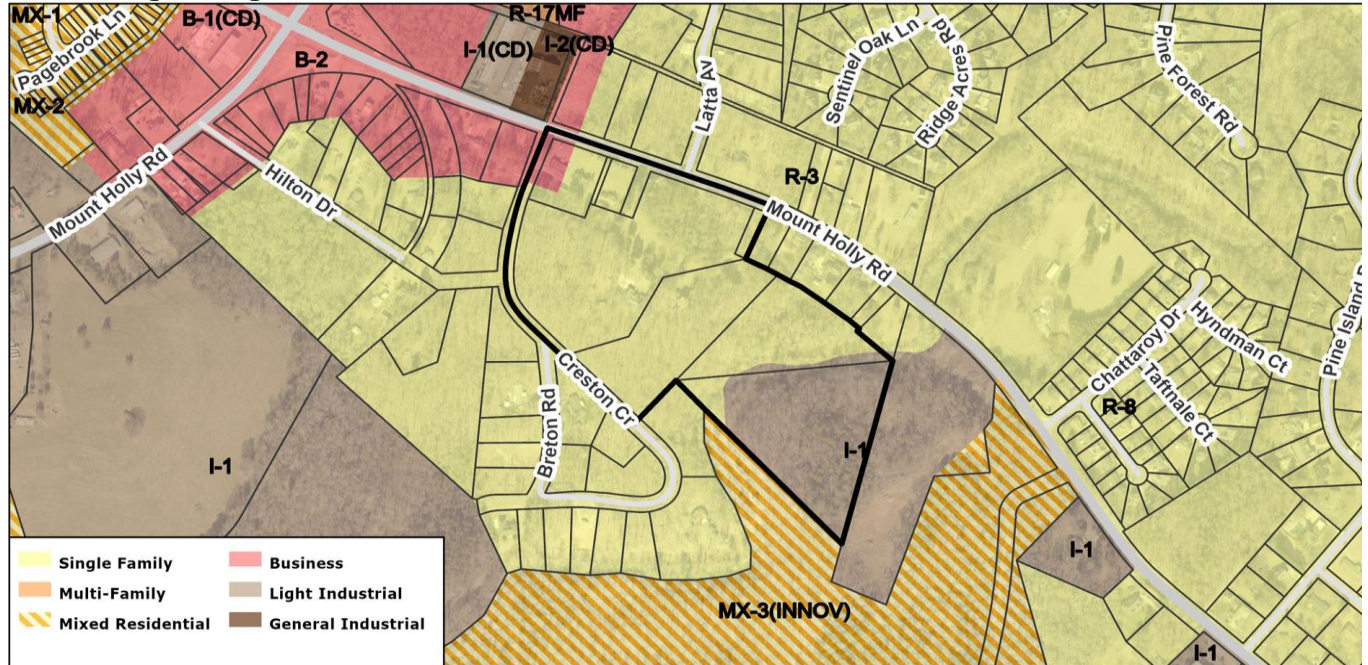 MX-1
Pagebrook Ln
MX-2
B-1(CD)
B-2
R-17MF
I-1(CD)
I-2(CD)
Latta Av
Sentinel Oak Ln
Ridge Acres Rd
Pine Forest Rd
Mount Holly Rd
Hilton Dr
R-3
Mount Holly Rd
Chattaroy Dr
Hyndman Ct
Taftnale Ct
R-8
Creston Cr
Breton Rd
I-1
I-1
I-1
MX-3(INNOV)
I-1
Single Family
Multi-Family
Mixed Residential
Business
Light Industrial
General Industrial